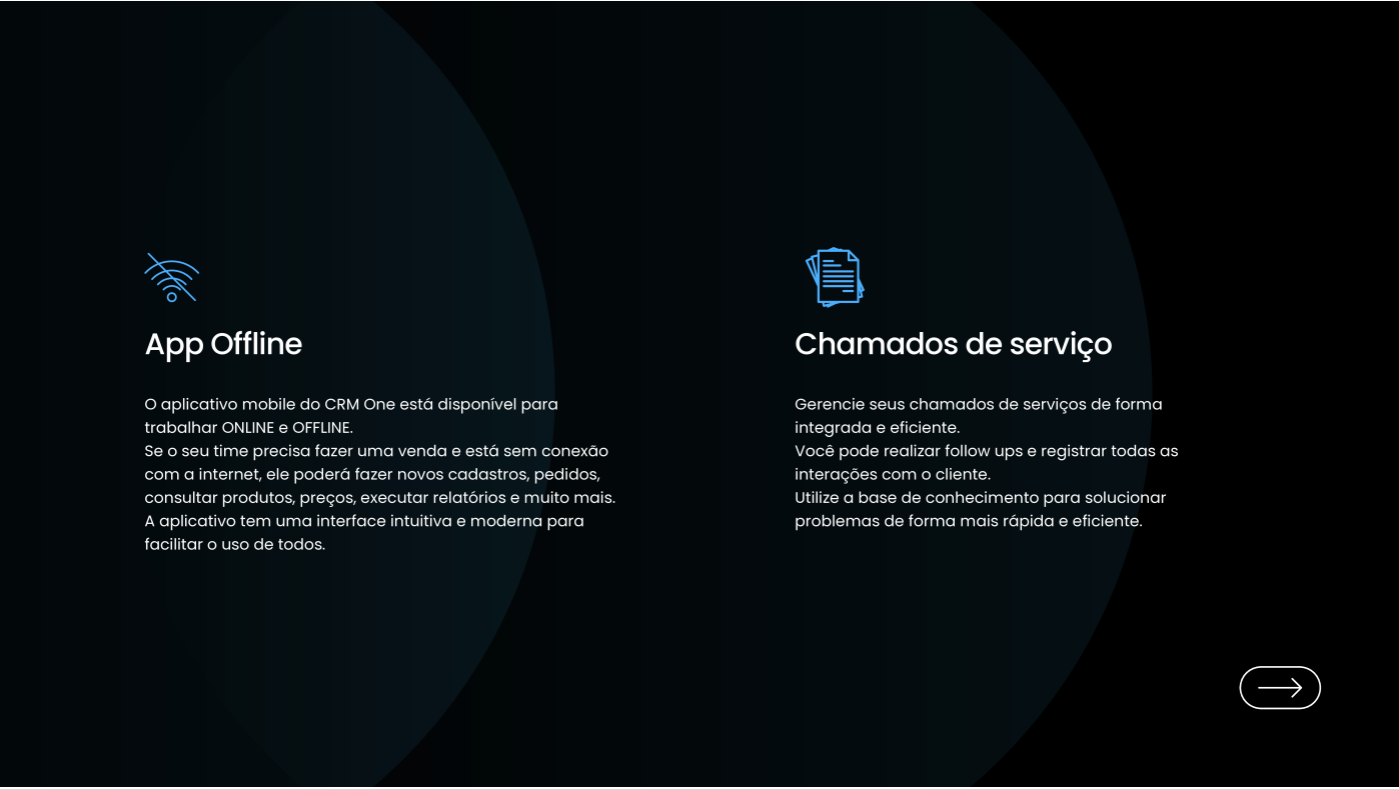 App Offline
O aplicativo mobile do CRM One está disponível para
trabalhar ONLINE e OFFLINE.
Se o seu time precisa fazer uma venda e está sem conexão
com a internet, ele poderá fazer novos cadastros, pedidos,
consultar produtos, preços, executar relatórios e muito mais.
A aplicativo tem uma interface intuitiva e moderna para
facilitar o uso de todos.
Chamados de serviço
Gerencie seus chamados de serviços de forma
integrada e eficiente.
Você pode realizar follow ups e registrar todas as
interações com o cliente.
Utilize a base de conhecimento para solucionar
problemas de forma mais rápida e eficiente.